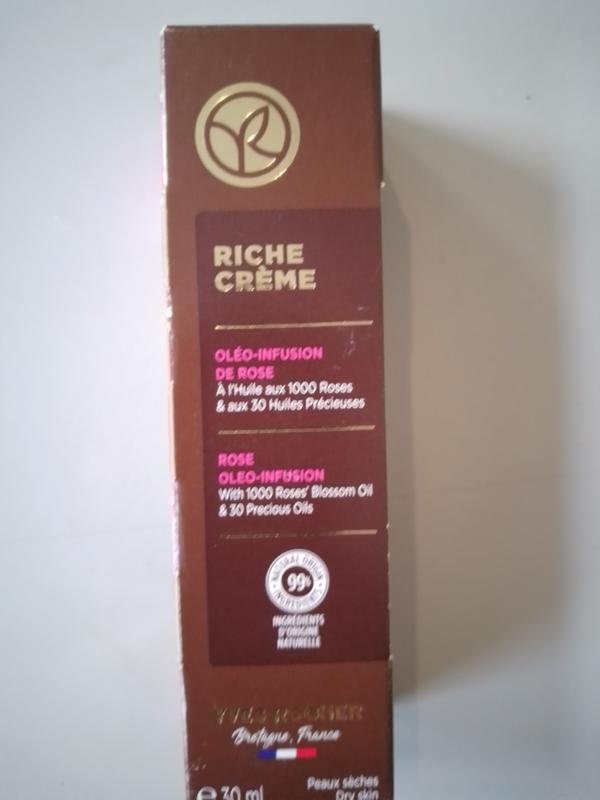 RICHE
CRÈME
OLÉO-INFUSION
DE ROSE
À l'Huile aux 1000 Roses
& aux 30 Huiles Précieuses
ROSE
OLEO-INFUSION
With 1000 Roses' Blossom Oil
& 30 Precious Oils
NATURAL ORIGIN
99%
INGREDIENTS
INGRÉDIENTS
D'ORIGINE
NATURELLE
YVES ROCHER
Bretagne, France
℮ 30 ml
Peaux sèches
Dry skin